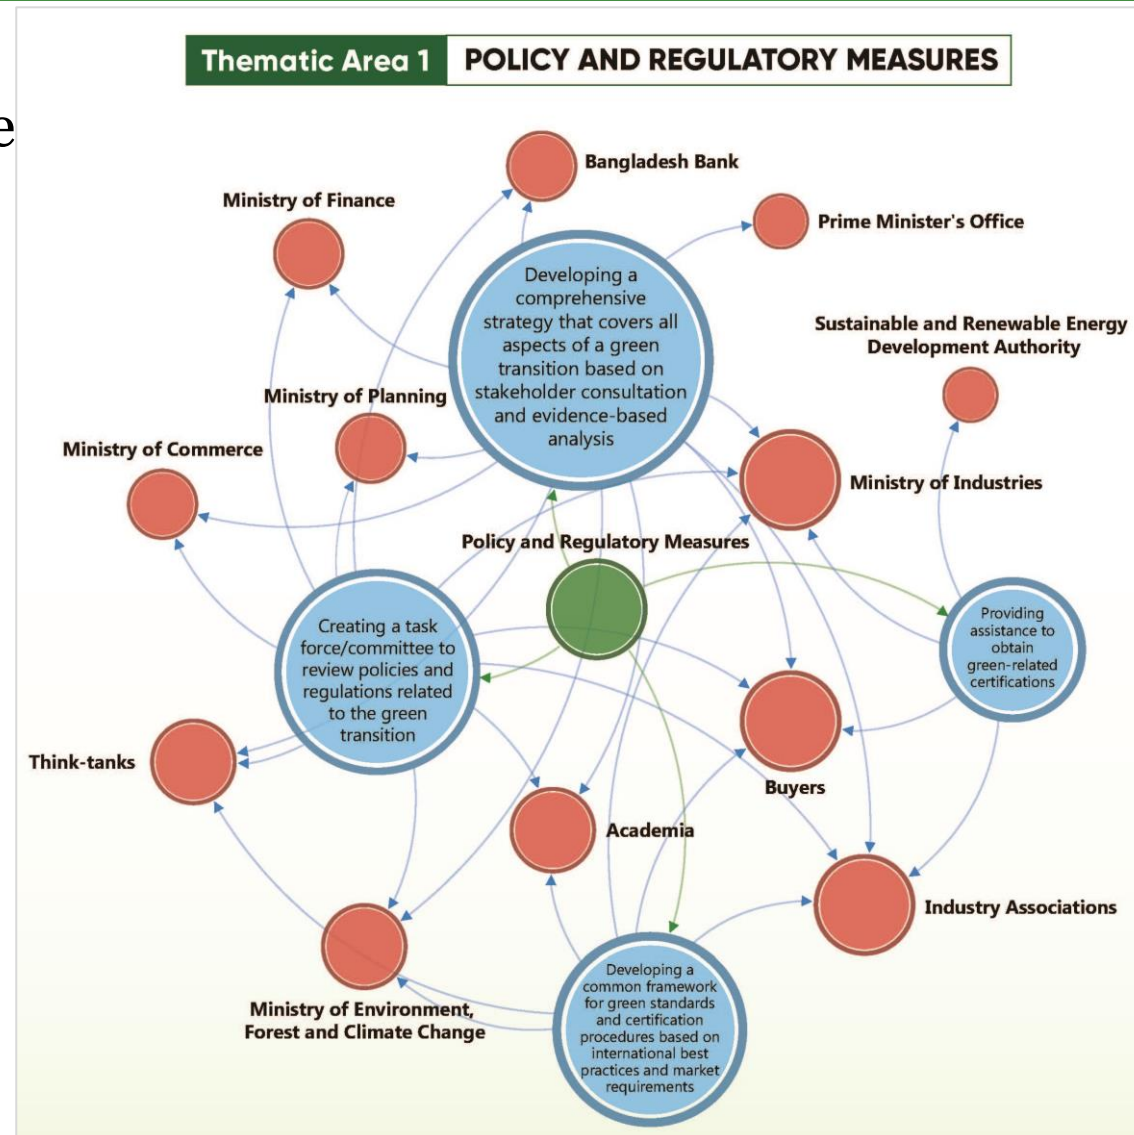 Thematic Area 1 POLICY AND REGULATORY MEASURES
e
Bangladesh Bank
Ministry of Finance
Prime Minister's Office
Developing a
comprehensive
strategy that covers all
aspects of a green
transition based on
stakeholder consultation
and evidence-based
analysis
Sustainable and Renewable Energy
Development Authority
Ministry of Planning
Ministry of Commerce
Ministry of Industries
Policy and Regulatory Measures
Creating a task
force/committee to
review policies and
regulations related
to the green
transition
Providing
assistance to
obtain
green-related
certifications
Think-tanks
Buyers
Academia
Industry Associations
Ministry of Environment,
Forest and Climate Change
Developing a
common framework
for green standards
and certification
procedures based on
international best
practices and market
requirements